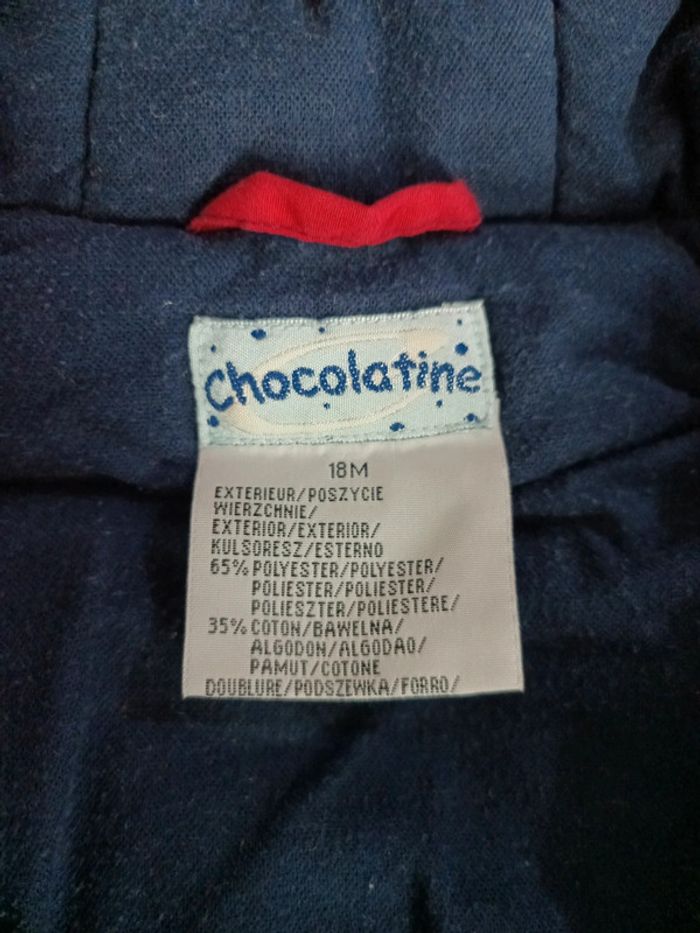 Chocolatine
18M
EXTERIEUR/POSZYCIE
WIERZCHNIE/
EXTERIOR/EXTERIOR/
KULSORESZ/ESTERNO
65% POLYESTER/POLYESTER/
POLIESTER/POLIESTER/
POLIESZTER/POLIESTERE/
35% COTON/BAWELNA/
ALGODON/ALGODAO/
PAMUT/COTONE
DOUBLURE/PODSZEWKA/FORRO/